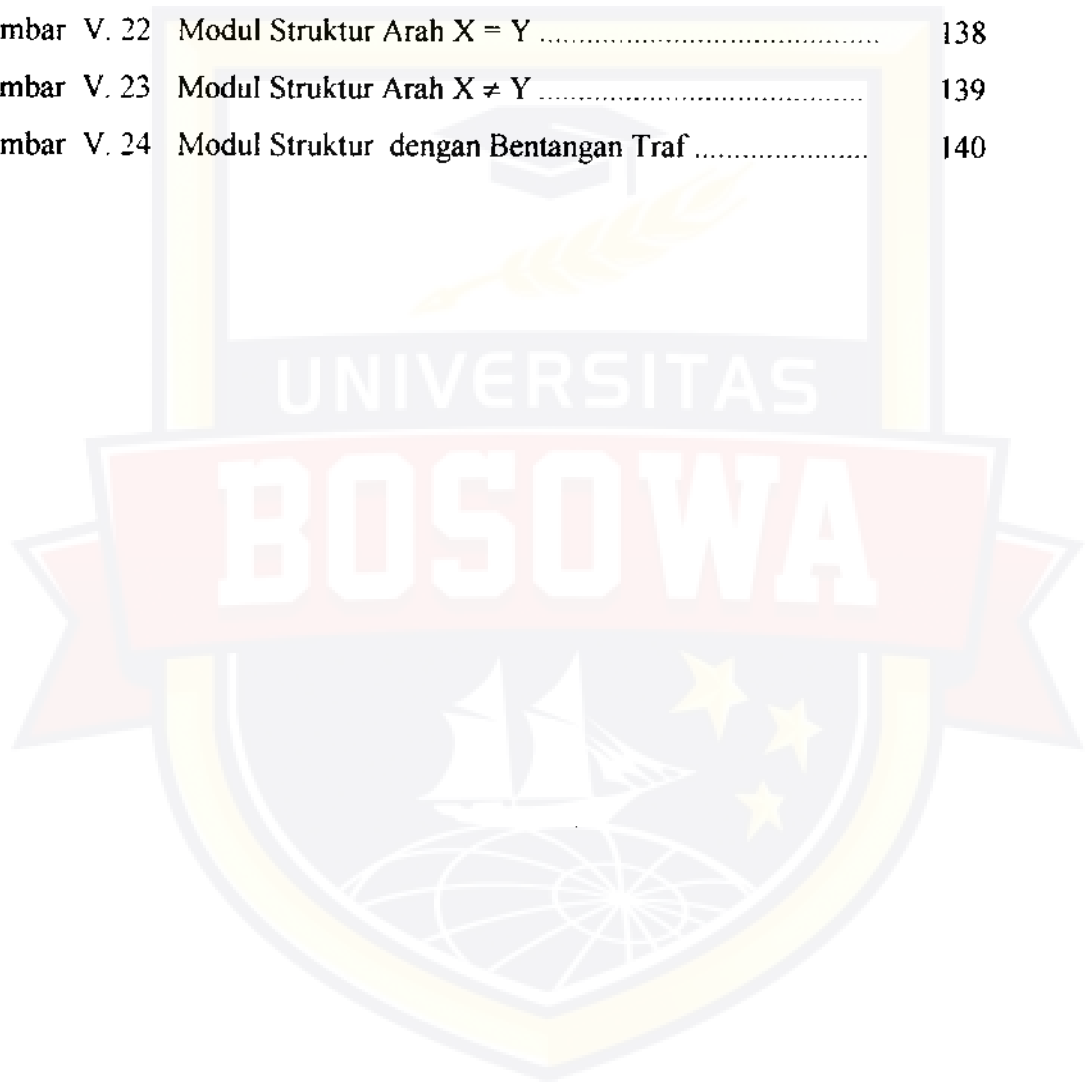 mbar V. 22 Modul Struktur Arah X = Y ........................................ 138
mbar V. 23 Modul Struktur Arah X ≠ Y ...................................... 139
mbar V. 24 Modul Struktur dengan Bentangan Traf ..................... 140
UNIVERSITAS
BOSOWA